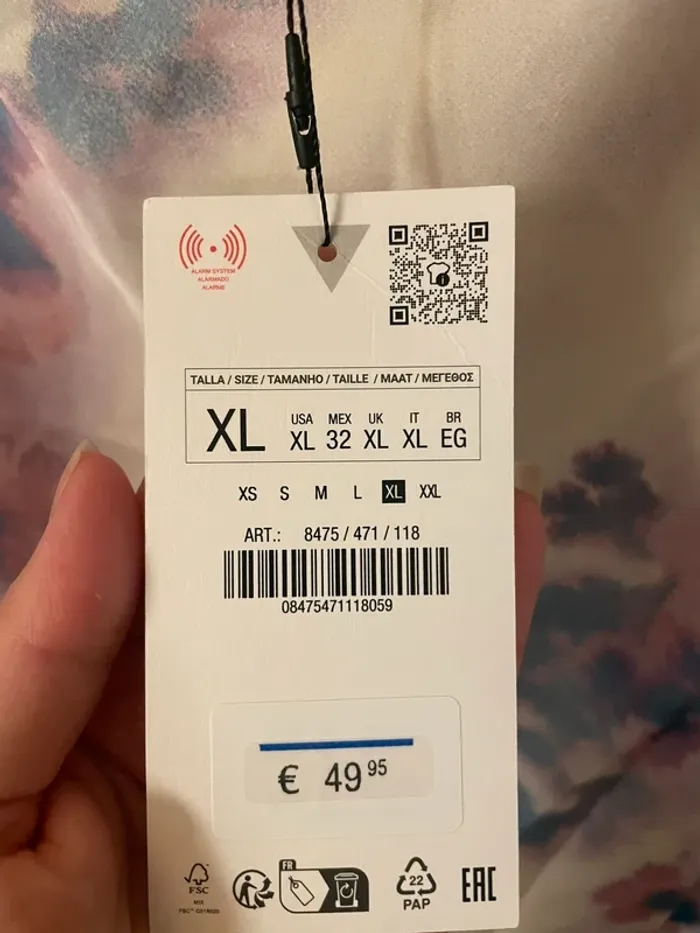 ALARM SYSTEM
ALARMADO
ALARME
TALLA / SIZE / TAMANHO / TAILLE / MAAT / ΜΕΓΕΘΟΣ
XL
USA MEX UK IT BR
XL 32 XL XL EG
XS S M L XL XXL
ART.: 8475 / 471 / 118
08475471118059
€ 49 95
FR
FSC
MIX
22
PAP
EAC